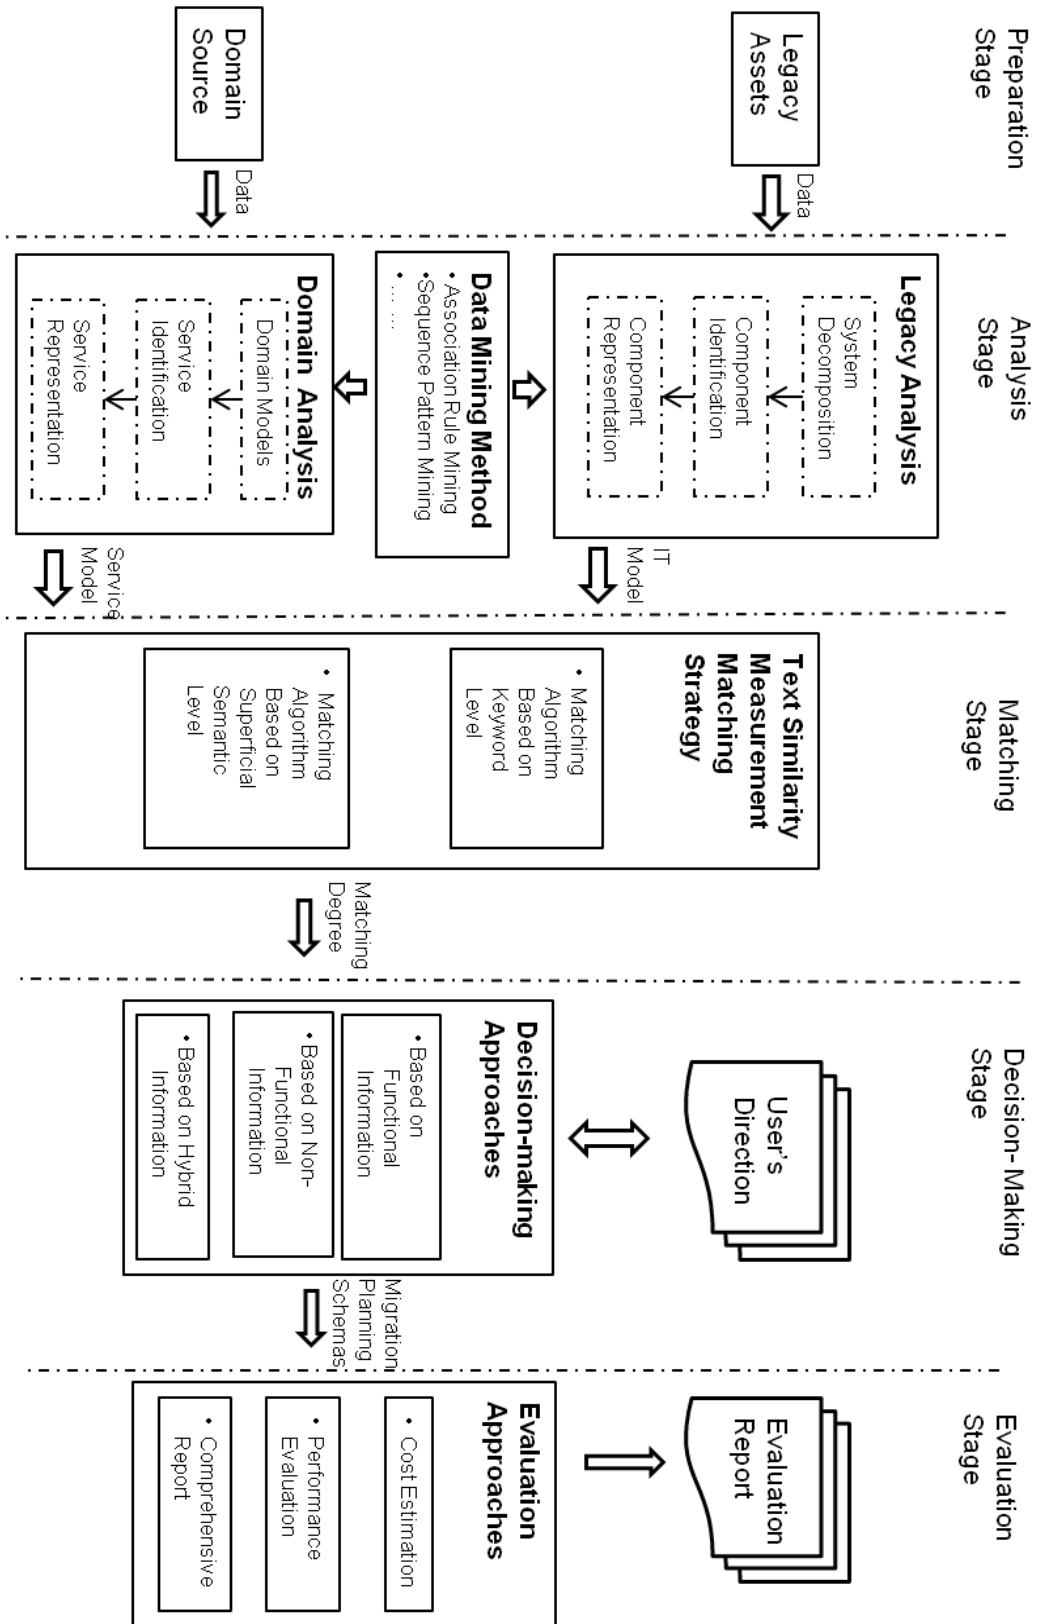 Preparation
Stage
Analysis
Stage
Matching
Stage
Decision-Making
Stage
Evaluation
Stage
Legacy
Assets
Data
Domain
Source
Data
Legacy Analysis
System
Decomposition
Component
Identification
Component
Representation
IT
Model
Data Mining Method
• Association Rule Mining
• Sequence Pattern Mining
• ... ...
Domain Analysis
Domain Models
Service
Identification
Service
Representation
Service
Model
Text Similarity
Measurement
Matching
Strategy
• Matching
Algorithm
Based on
Keyword
Level
• Matching
Algorithm
Based on
Superficial
Semantic
Level
Matching
Degree
User's
Direction
Decision-making
Approaches
• Based on
Functional
Information
• Based on Non-
Functional
Information
• Based on Hybrid
Information
Migration
Planning
Schemas
Evaluation
Report
Evaluation
Approaches
• Cost Estimation
• Performance
Evaluation
• Comprehensive
Report